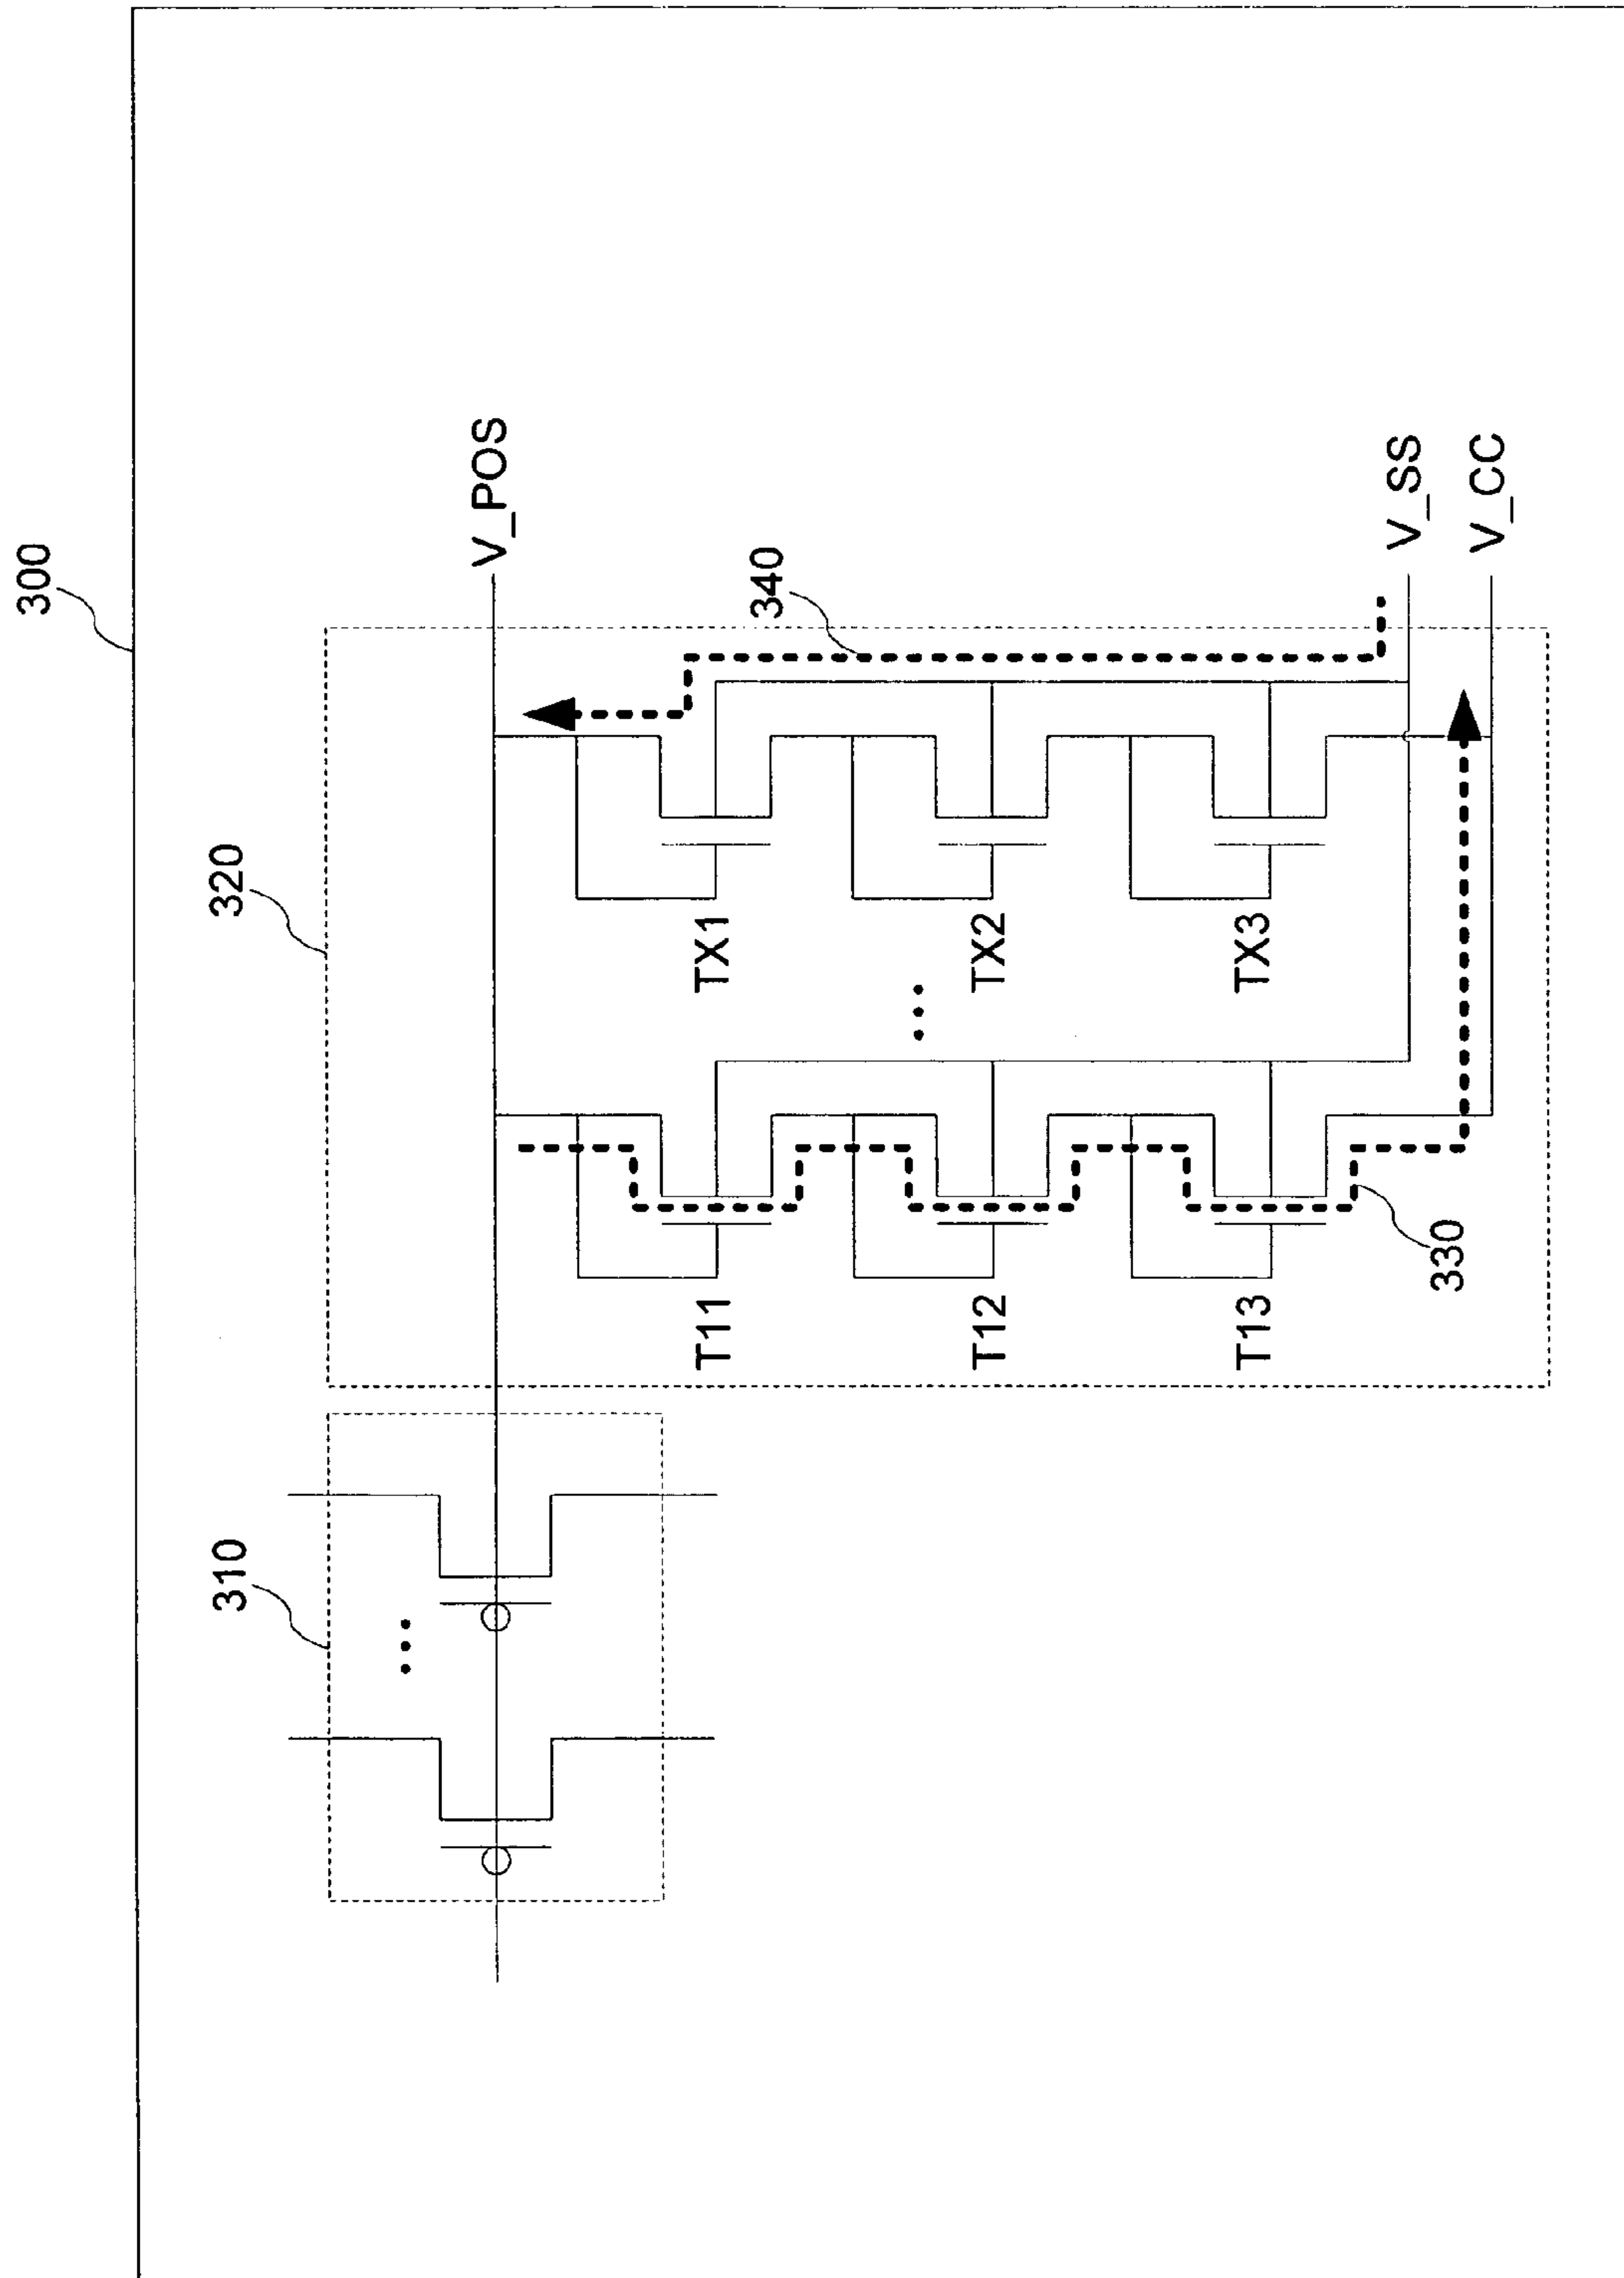 300
310
320
V_POS
T11
TX1
340
T12
...
TX2
T13
TX3
330
V_SS
V_CC